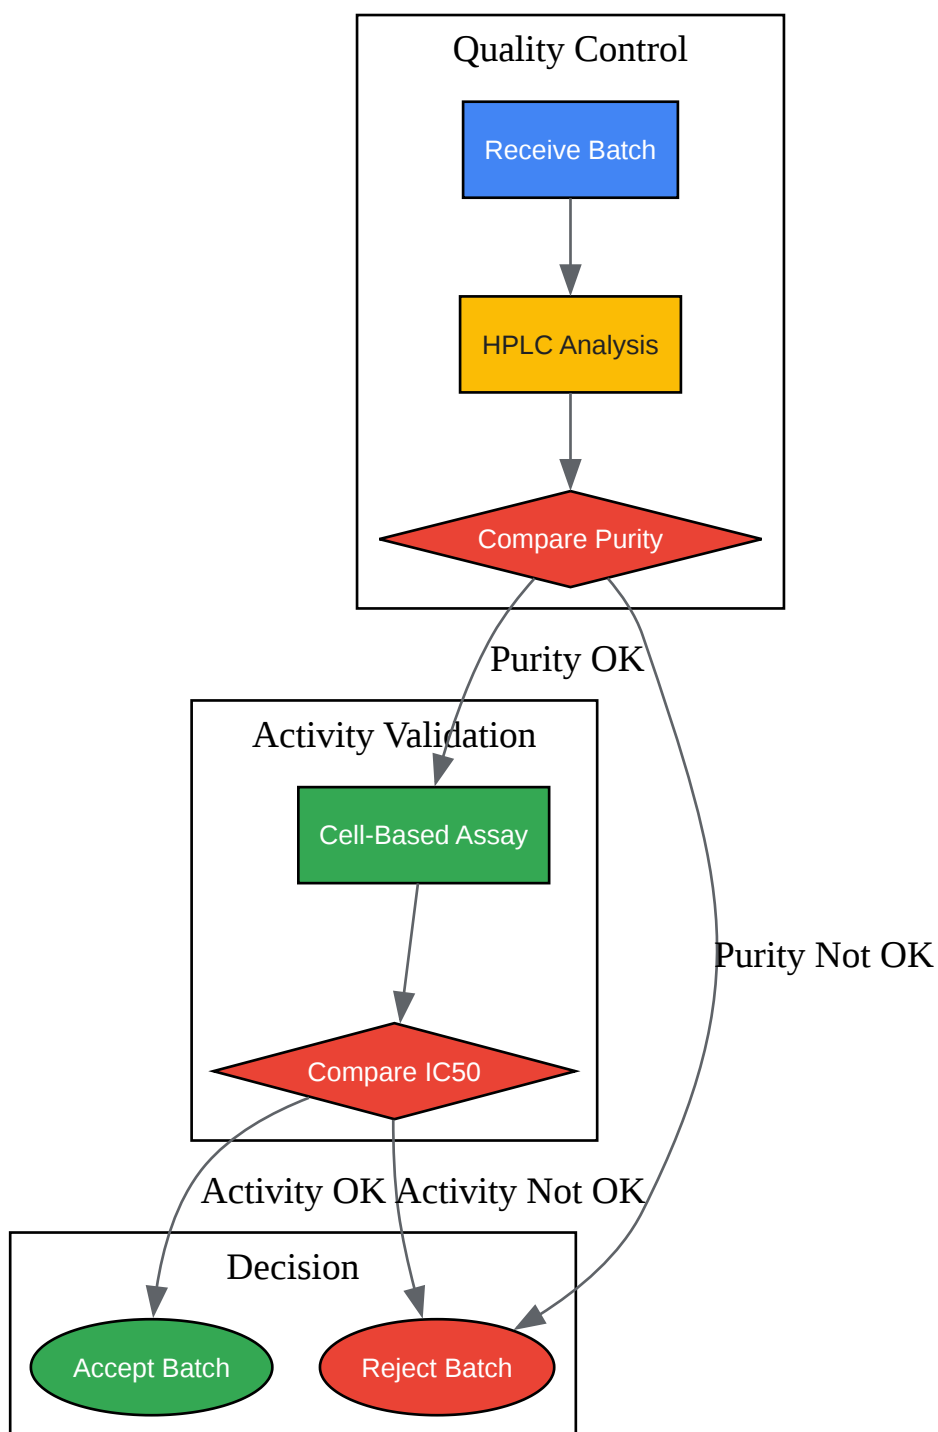 Quality Control
Receive Batch
HPLC Analysis
Compare Purity
Purity OK
Activity Validation
Cell-Based Assay
Purity Not OK
Compare IC50
Activity OK
Activity Not OK
Decision
Accept Batch
Reject Batch